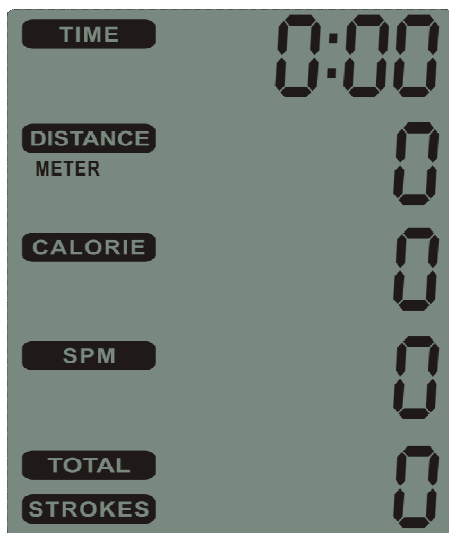 TIME 0:00
DISTANCE 0
METER
CALORIE 0
SPM 0
TOTAL 0
STROKES